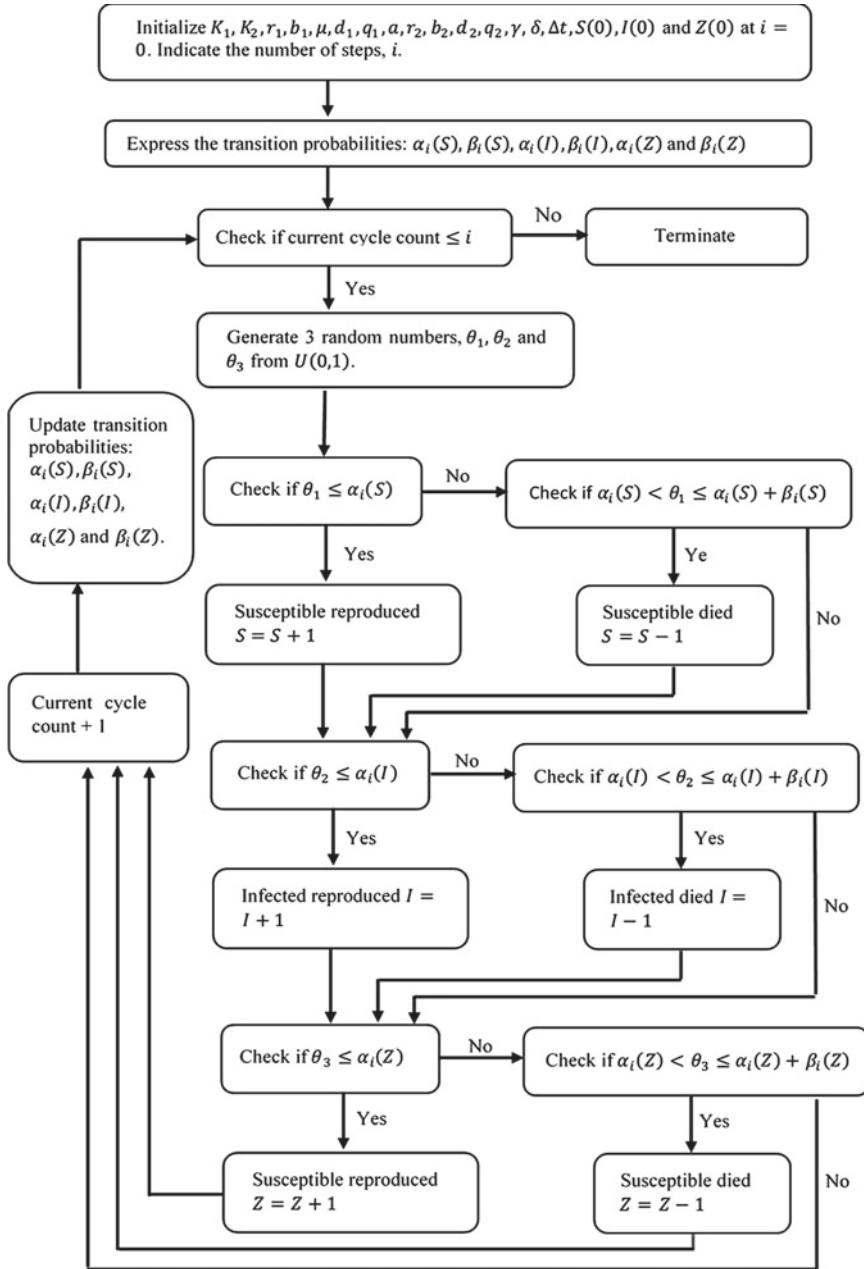 Initialize K₁, K₂, r₁, b₁, μ, d₁, q₁, a, r₂, b₂, d₂, q₂, γ, δ, Δt, S(0), I(0) and Z(0) at i =
0. Indicate the number of steps, i.
Express the transition probabilities: αᵢ(S), βᵢ(S), αᵢ(I), βᵢ(I), αᵢ(Z) and βᵢ(Z)
Check if current cycle count ≤ i
No
Terminate
Yes
Generate 3 random numbers, θ₁, θ₂ and
θ₃ from U(0,1).
Update transition
probabilities:
αᵢ(S), βᵢ(S),
αᵢ(I), βᵢ(I),
αᵢ(Z) and βᵢ(Z).
Check if θ₁ ≤ αᵢ(S)
No
Check if αᵢ(S) < θ₁ ≤ αᵢ(S) + βᵢ(S)
Yes
Ye
No
Susceptible reproduced
S = S + 1
Susceptible died
S = S − 1
Current cycle
count + 1
Check if θ₂ ≤ αᵢ(I)
No
Check if αᵢ(I) < θ₂ ≤ αᵢ(I) + βᵢ(I)
Yes
Yes
No
Infected reproduced I =
I + 1
Infected died I =
I − 1
Check if θ₃ ≤ αᵢ(Z)
No
Check if αᵢ(Z) < θ₃ ≤ αᵢ(Z) + βᵢ(Z)
Yes
Yes
No
Susceptible reproduced
Z = Z + 1
Susceptible died
Z = Z − 1